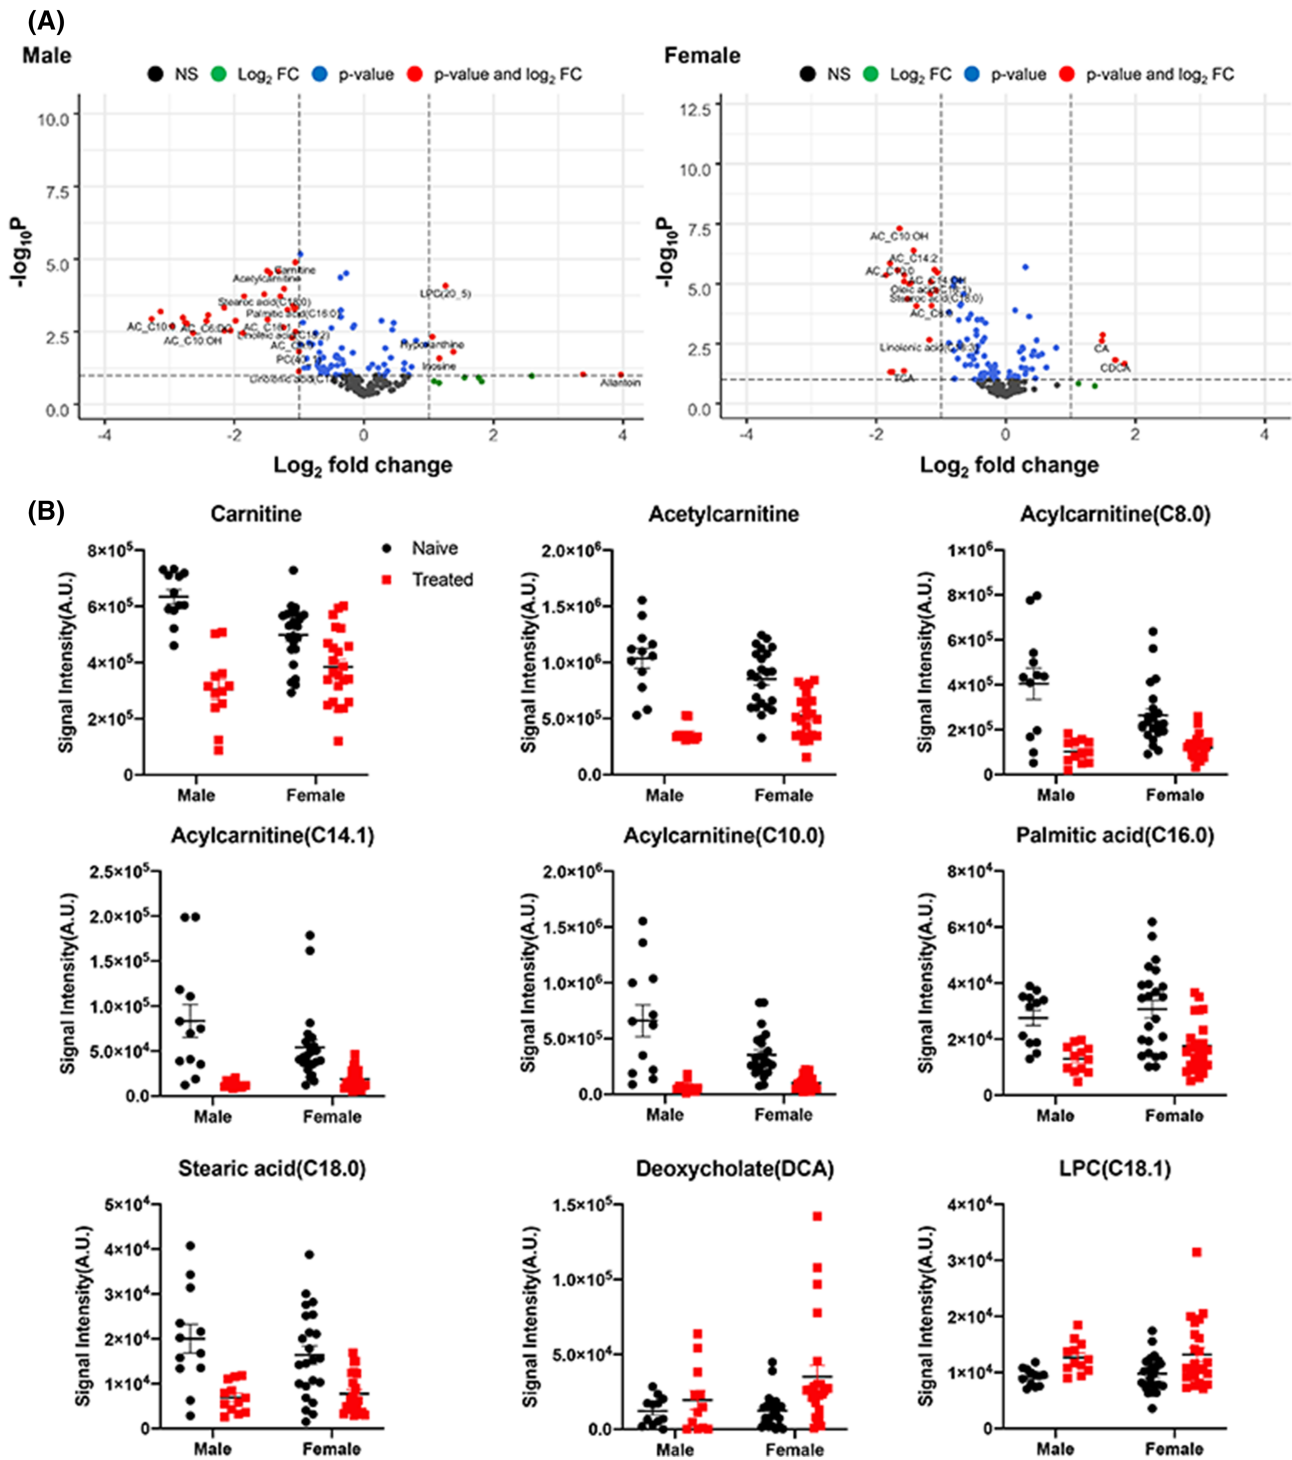 (A)
Male
NS Log2 FC p-value p-value and log2 FC
10.0
7.5
5.0
2.5
0.0
-log10P
Carnitine
Acetylcarnitine
LPC(20_5)
Stearoc acid(C18:0)
Palmitic acid(C16:0)
AC_C10:
AC_C6:DC
AC_C16:1
AC_C10:OH
Hypoxanthine
Inosine
Allantoin
-4 -2 0 2 4
Log2 fold change
Female
NS Log2 FC p-value p-value and log2 FC
12.5
10.0
7.5
5.0
2.5
0.0
-log10P
AC_C10:OH
AC_C14:2
Stearoc acid(C18:0)
CA
CDCA
TCA
-4 -2 0 2 4
Log2 fold change
(B)
Carnitine
Signal Intensity(A.U.)
8×10^5
6×10^5
4×10^5
2×10^5
0
Male Female
Naive
Treated
Acetylcarnitine
Signal Intensity(A.U.)
2.0×10^6
1.5×10^6
1.0×10^6
5.0×10^5
0.0
Male Female
Acylcarnitine(C8.0)
Signal Intensity(A.U.)
1×10^6
8×10^5
6×10^5
4×10^5
2×10^5
0
Male Female
Acylcarnitine(C14.1)
Signal Intensity(A.U.)
2.5×10^5
2.0×10^5
1.5×10^5
1.0×10^5
5.0×10^4
0.0
Male Female
Acylcarnitine(C10.0)
Signal Intensity(A.U.)
2.0×10^6
1.5×10^6
1.0×10^6
5.0×10^5
0.0
Male Female
Palmitic acid(C16.0)
Signal Intensity(A.U.)
8×10^4
6×10^4
4×10^4
2×10^4
0
Male Female
Stearic acid(C18.0)
Signal Intensity(A.U.)
5×10^4
4×10^4
3×10^4
2×10^4
1×10^4
0
Male Female
Deoxycholate(DCA)
Signal Intensity(A.U.)
1.5×10^5
1.0×10^5
5.0×10^4
0.0
Male Female
LPC(C18.1)
Signal Intensity(A.U.)
4×10^4
3×10^4
2×10^4
1×10^4
0
Male Female